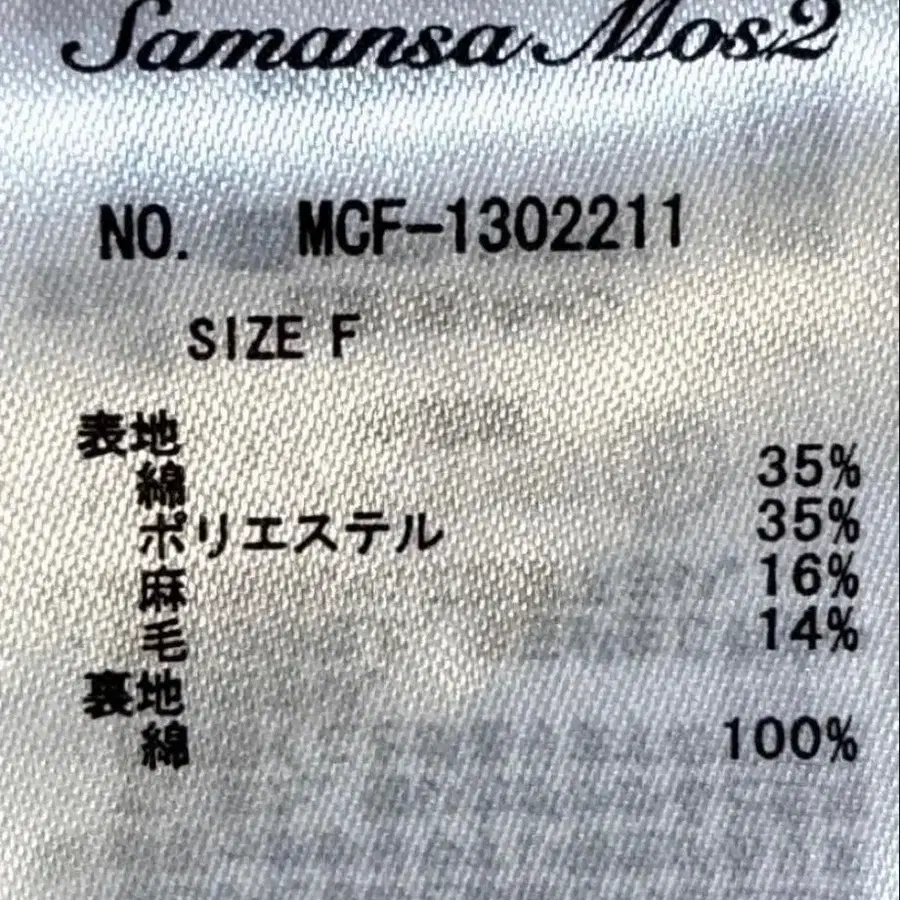 Samansa Mos2
NO. MCF-1302211
SIZE F
表地
綿 35%
ポリエステル 35%
麻 16%
毛 14%
裏地
綿 100%